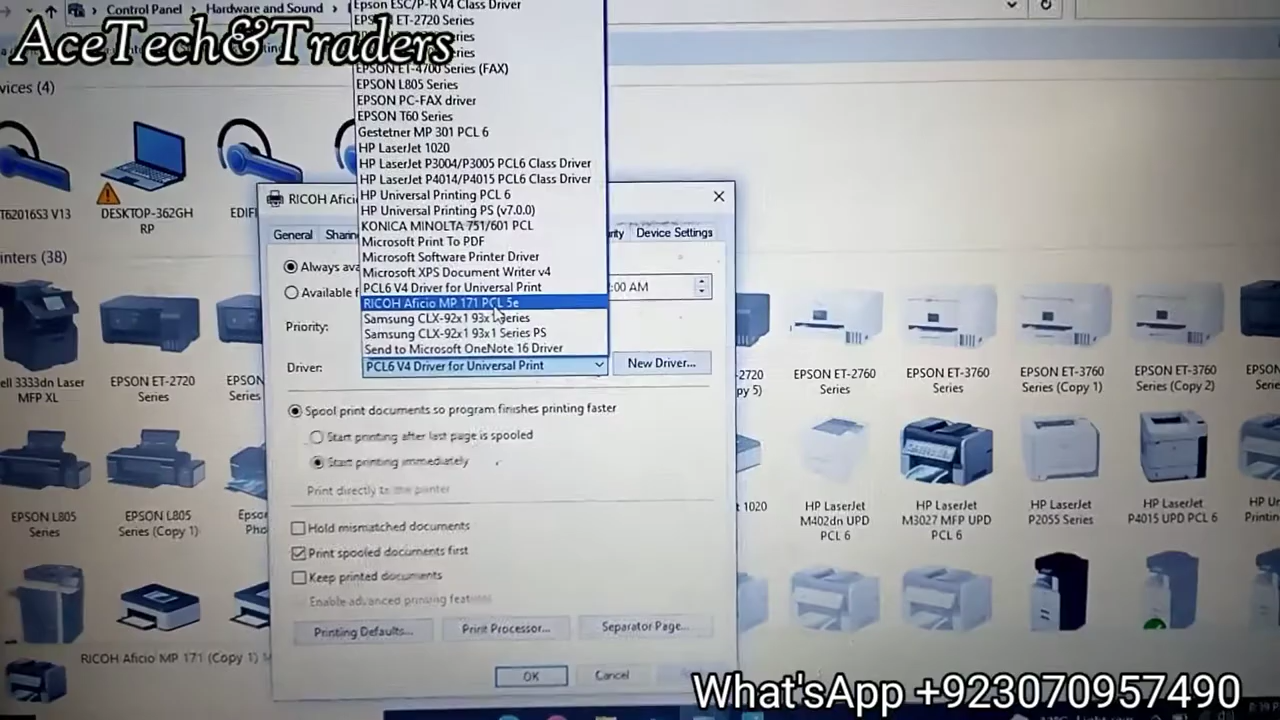 Control Panel > Hardware and Sound >
AceTech&Traders
Epson ESC/P-R V4 Class Driver
EPSON ET-2720 Series
EPSON ET-4700 Series (FAX)
EPSON L805 Series
EPSON PC-FAX driver
EPSON T60 Series
Gestetner MP 301 PCL 6
HP LaserJet 1020
HP LaserJet P3004/P3005 PCL6 Class Driver
HP LaserJet P4014/P4015 PCL6 Class Driver
HP Universal Printing PCL 6
HP Universal Printing PS (v7.0.0)
KONICA MINOLTA 751/601 PCL
Microsoft Print To PDF
Microsoft Software Printer Driver
Microsoft XPS Document Writer v4
PCL6 V4 Driver for Universal Print
RICOH Aficio MP 171 PCL 5e
Samsung CLX-92x1 93x1 Series
Samsung CLX-92x1 93x1 Series PS
Send to Microsoft OneNote 16 Driver
vices (4)
T62016S3 V13
DESKTOP-362GH
RP
EDIFI
RICOH Aficio
General
Sharin
rity
Device Settings
Always ava
Available f
:00 AM
Priority:
Driver:
PCL6 V4 Driver for Universal Print
New Driver...
Spool print documents so program finishes printing faster
Start printing after last page is spooled
Start printing immediately
Print directly to the printer
Hold mismatched documents
Print spooled documents first
Keep printed documents
Enable advanced printing features
Printing Defaults...
Print Processor...
Separator Page...
OK
Cancel
inters (38)
ell 3333dn Laser
MFP XL
EPSON ET-2720
Series
EPSON
Series
-2720
py 5)
EPSON ET-2760
Series
EPSON ET-3760
Series
EPSON ET-3760
Series (Copy 1)
EPSON ET-3760
Series (Copy 2)
EPSON L805
Series
EPSON L805
Series (Copy 1)
Epso
Pho
t 1020
HP LaserJet
M402dn UPD
PCL 6
HP LaserJet
M3027 MFP UPD
PCL 6
HP LaserJet
P2055 Series
HP LaserJet
P4015 UPD PCL 6
HP Un
Printin
RICOH Aficio MP 171 (Copy 1)
What'sApp +923070957490